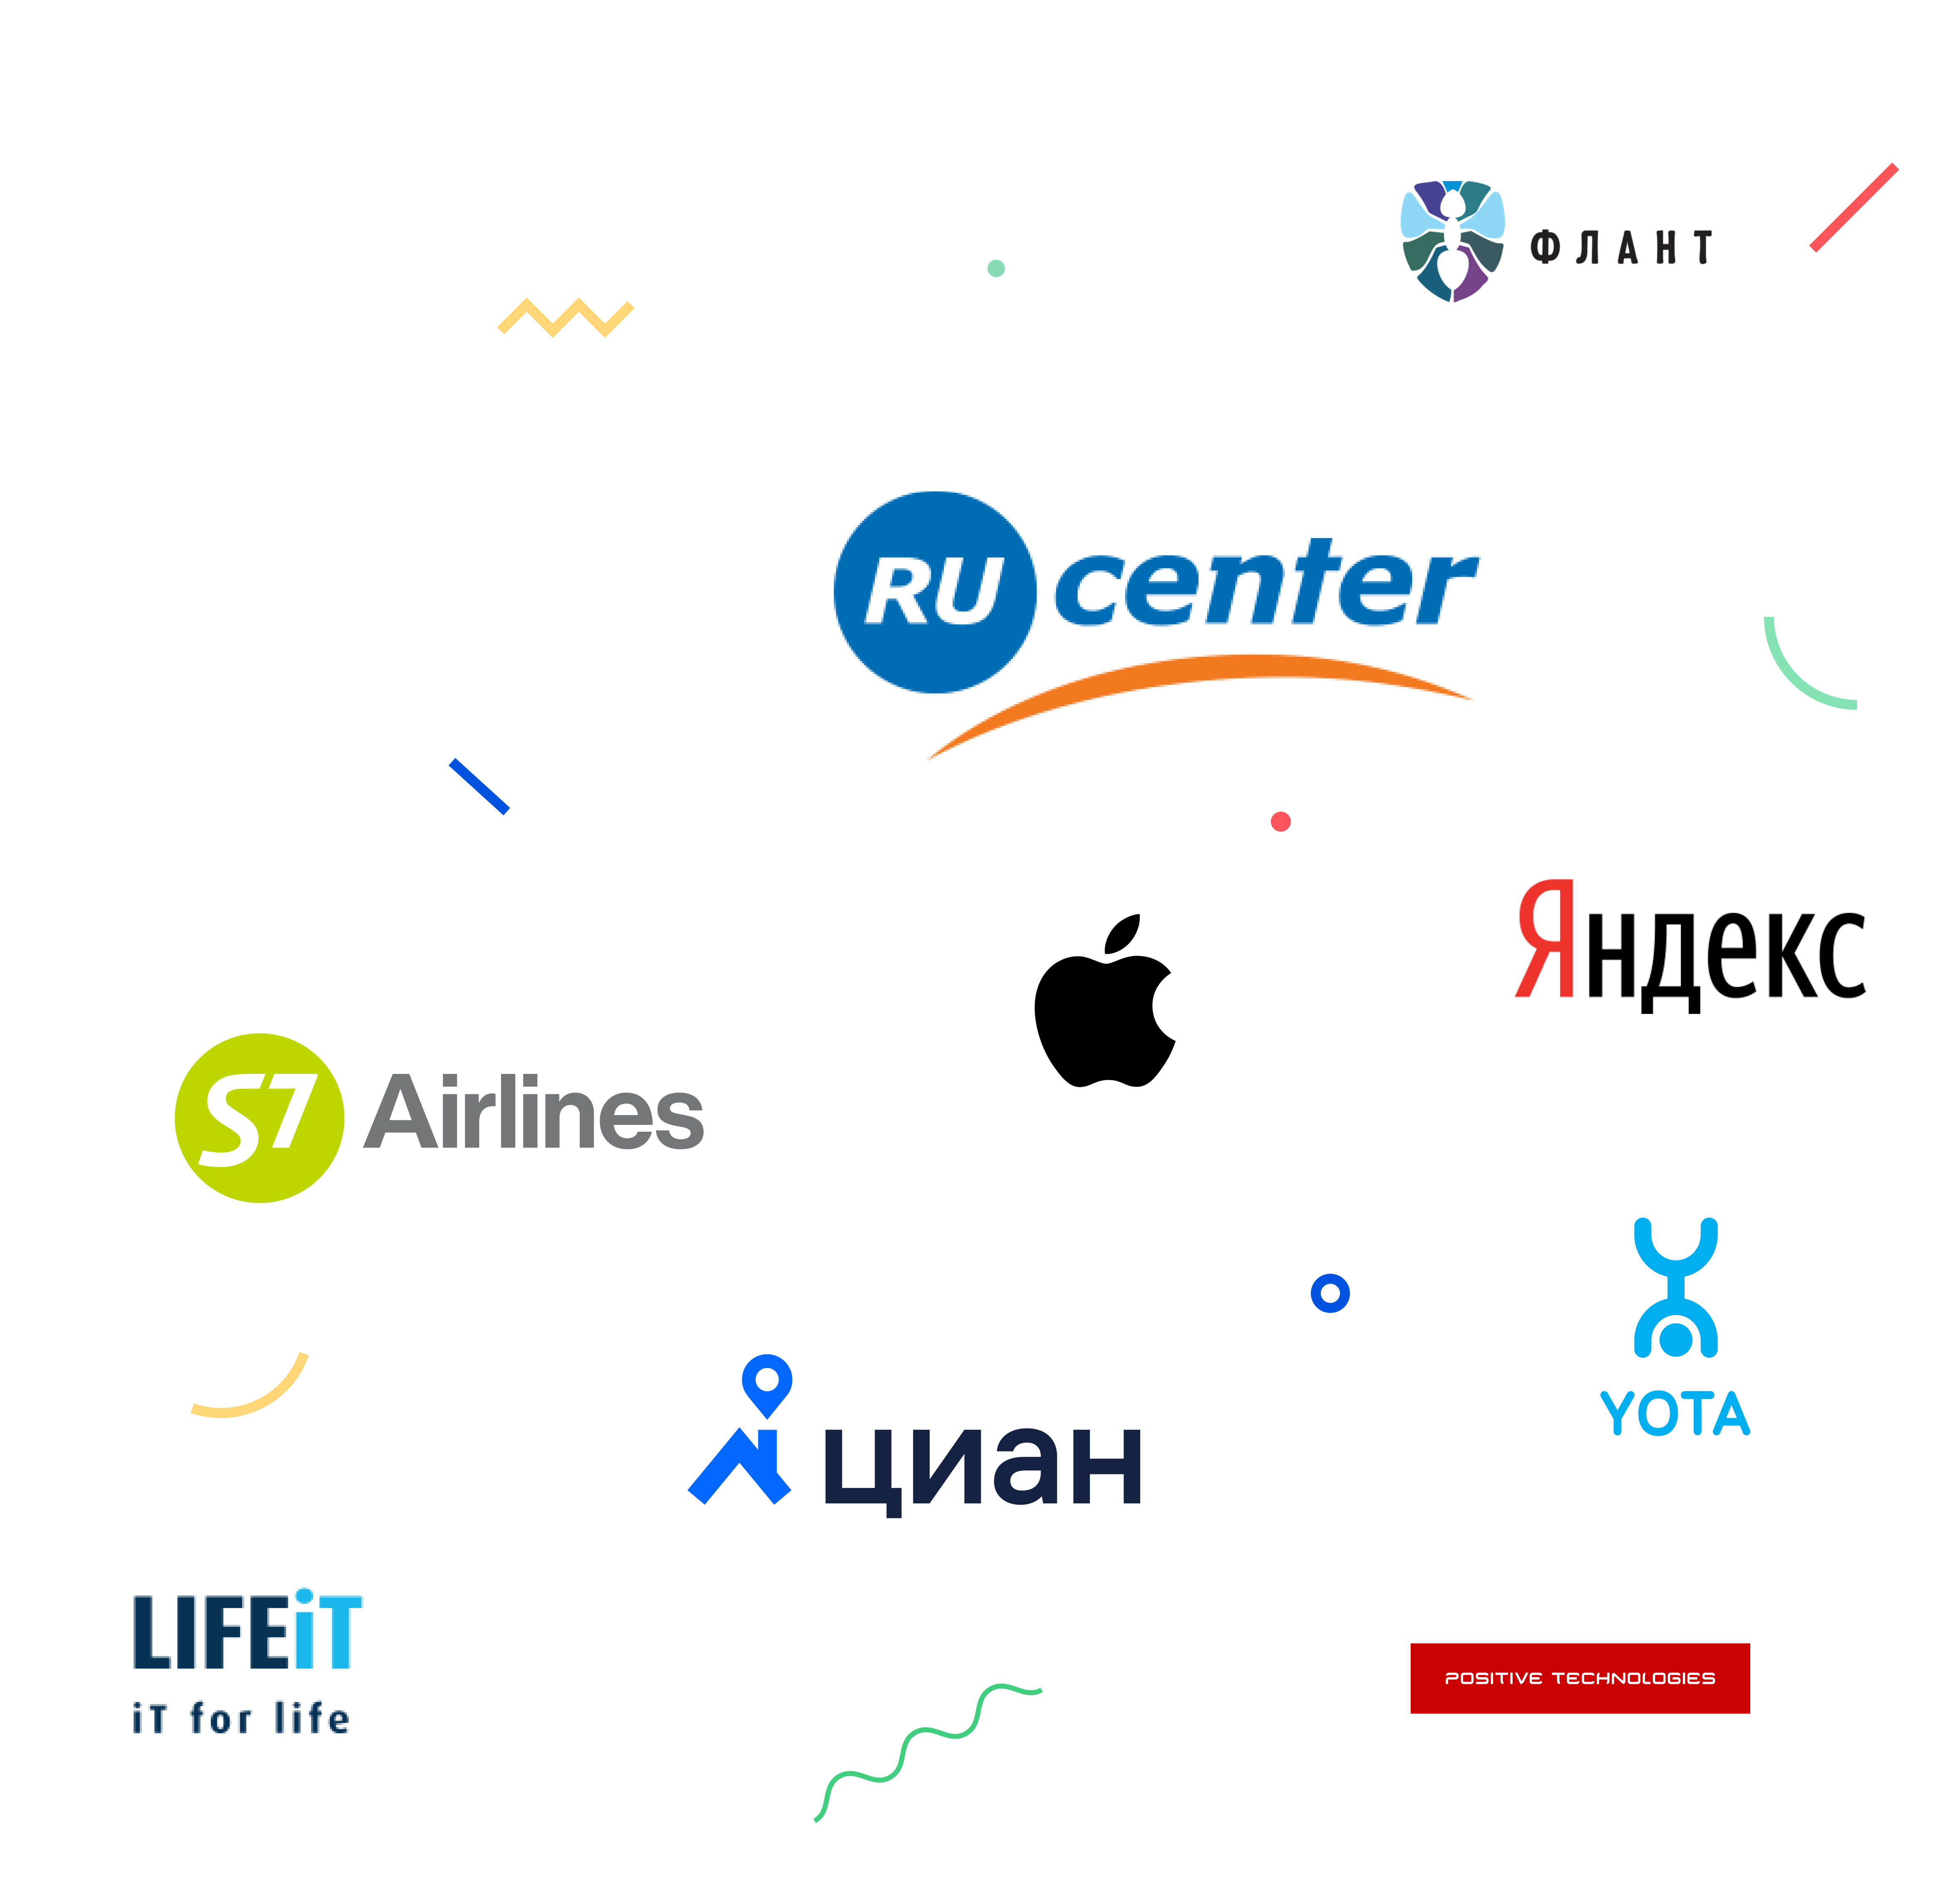 ФЛАНТ
RU center
Яндекс
S7 Airlines
YOTA
циан
LIFEiT
iT for life
POSITIVE TECHNOLOGIES